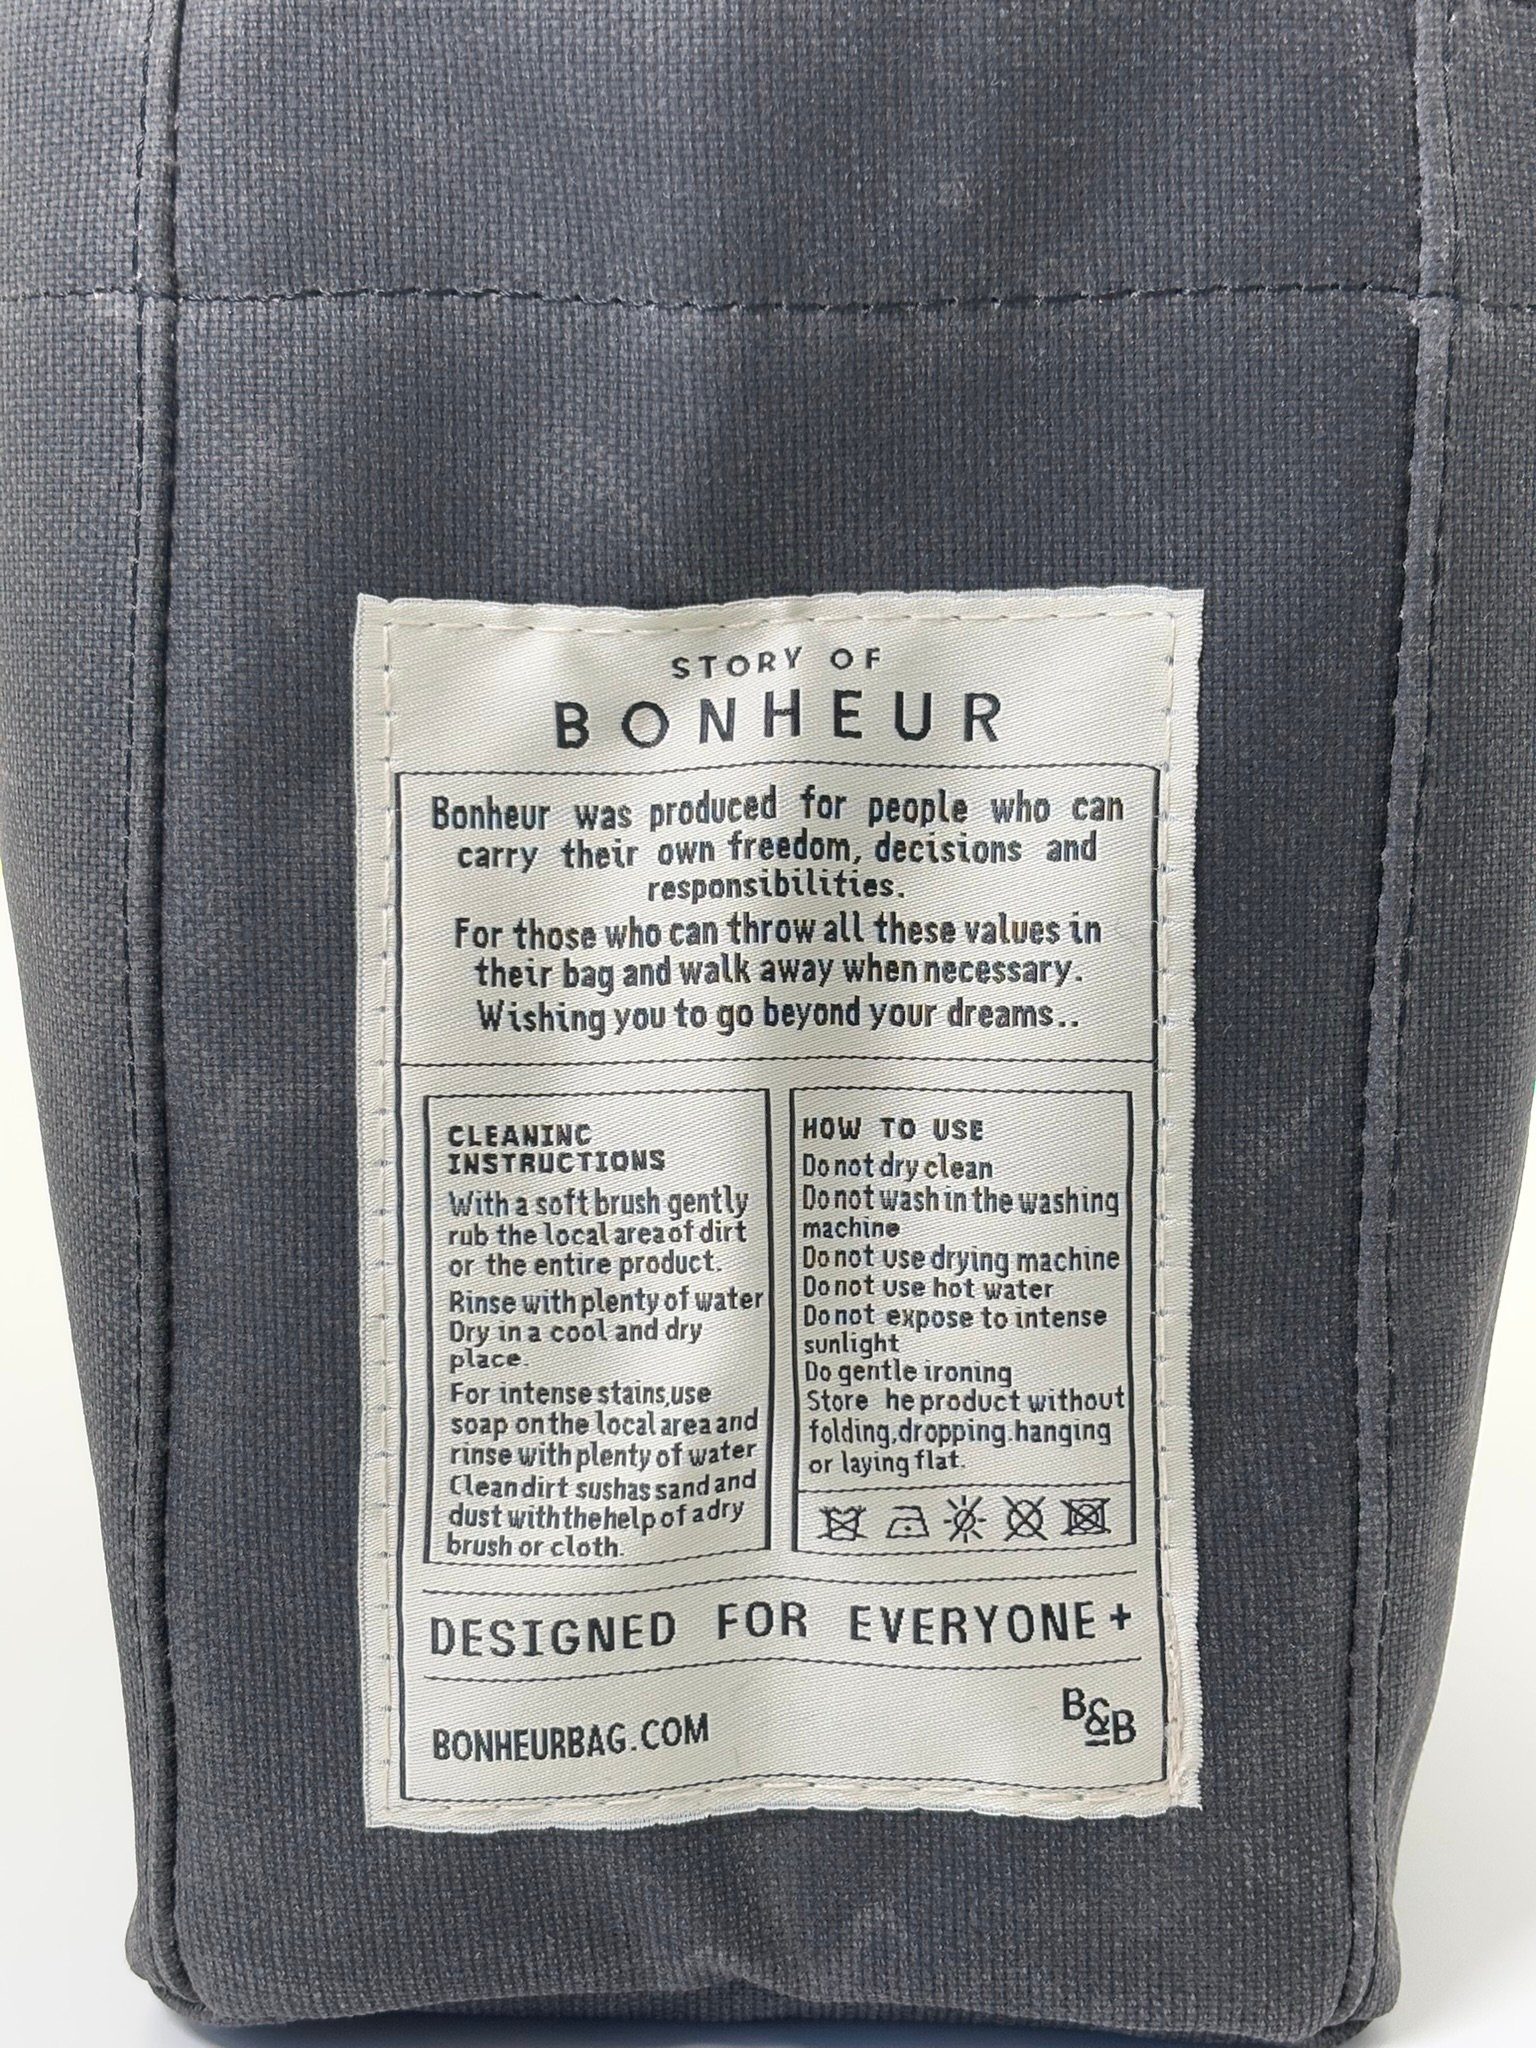 STORY OF
BONHEUR
Bonheur was produced for people who can
carry their own freedom, decisions and
responsibilities.
For those who can throw all these values in
their bag and walk away when necessary.
Wishing you to go beyond your dreams..
CLEANINC
INSTRUCTIONS
With a soft brush gently
rub the local area of dirt
or the entire product.
Rinse with plenty of water
Dry in a cool and dry
place.
For intense stains,use
soap on the local area and
rinse with plenty of water
Clean dirt sushas sand and
dust with the help of a dry
brush or cloth.
HOW TO USE
Do not dry clean
Do not wash in the washing
machine
Do not use drying machine
Do not use hot water
Do not expose to intense
sunlight
Do gentle ironing
Store he product without
folding,dropping.hanging
or laying flat.
DESIGNED FOR EVERYONE+
BONHEURBAG.COM
B&B